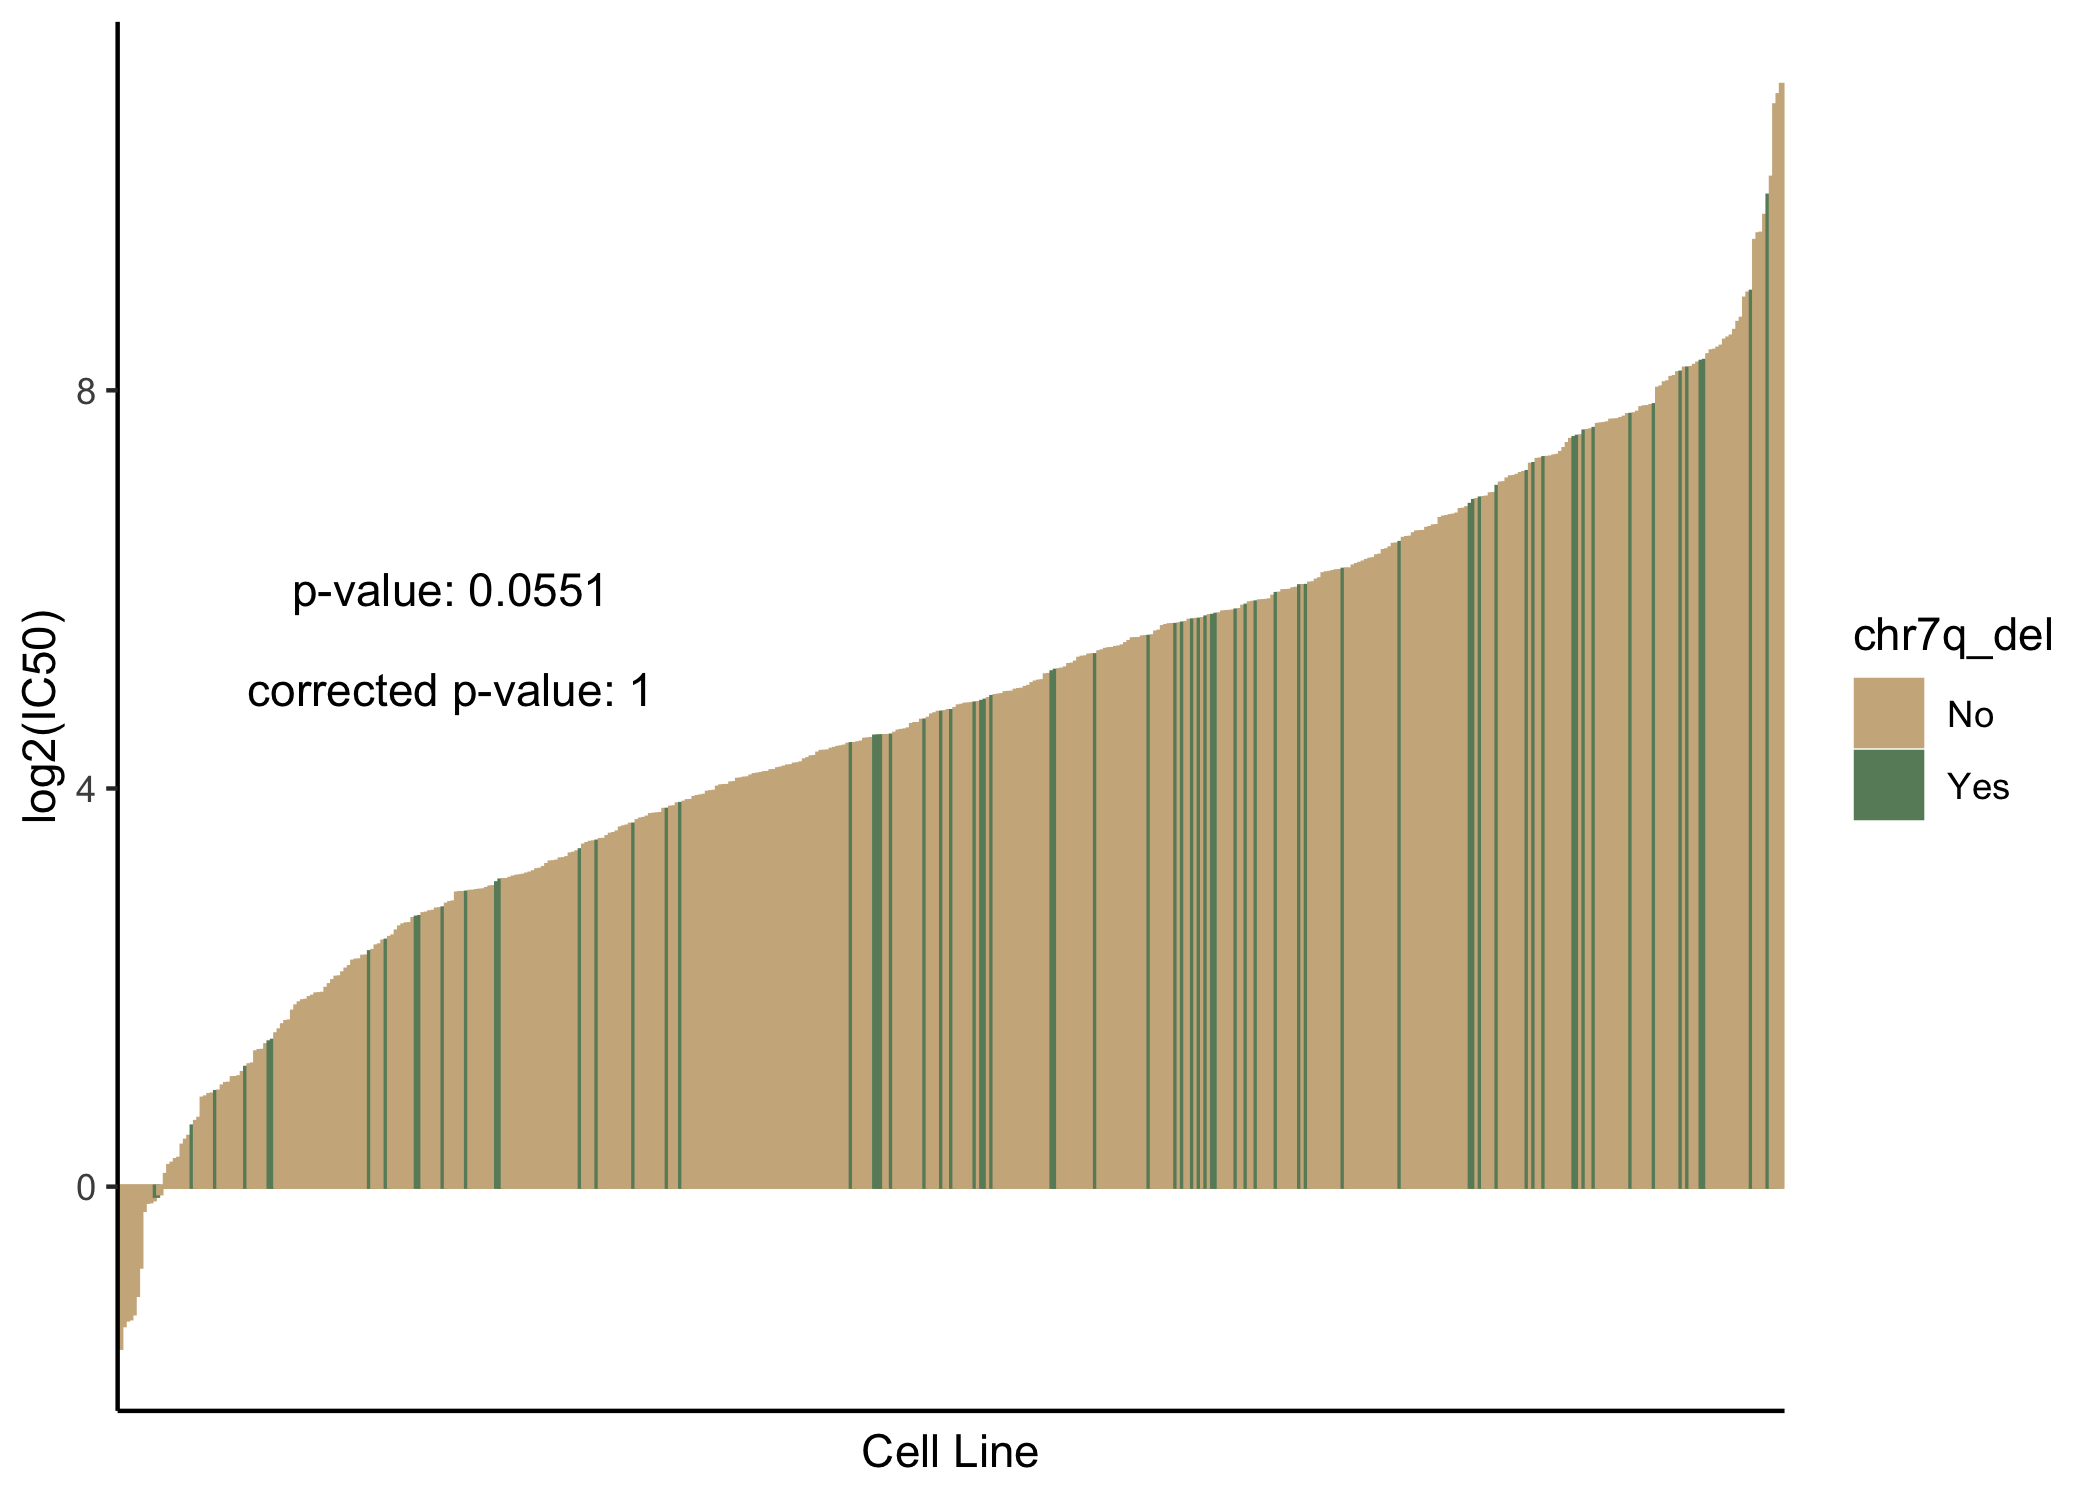 log2(IC50)
8
4
0
p-value: 0.0551
corrected p-value: 1
Cell Line
chr7q_del
No
Yes